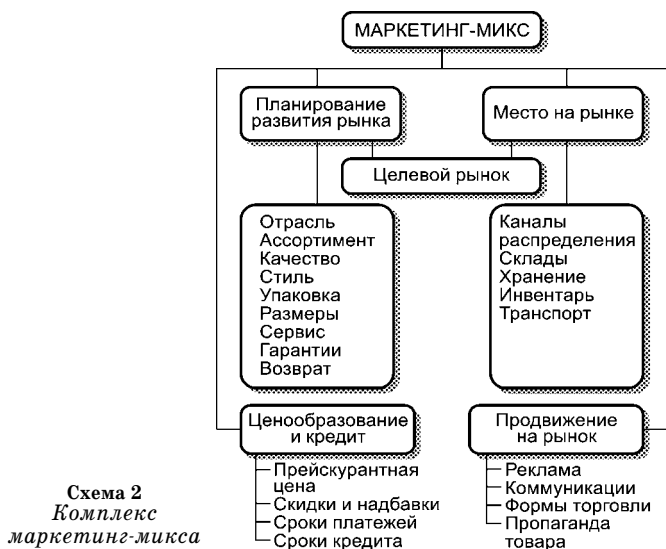 МАРКЕТИНГ-МИКС
Планирование
развития рынка
Место на рынке
Целевой рынок
Отрасль
Ассортимент
Качество
Стиль
Упаковка
Размеры
Сервис
Гарантии
Возврат
Каналы
распределения
Склады
Хранение
Инвентарь
Транспорт
Ценообразование
и кредит
Прейскурантная
цена
Скидки и надбавки
Сроки платежей
Сроки кредита
Продвижение
на рынок
Реклама
Коммуникации
Формы торговли
Пропаганда
товара
Схема 2
Комплекс
маркетинг-микса